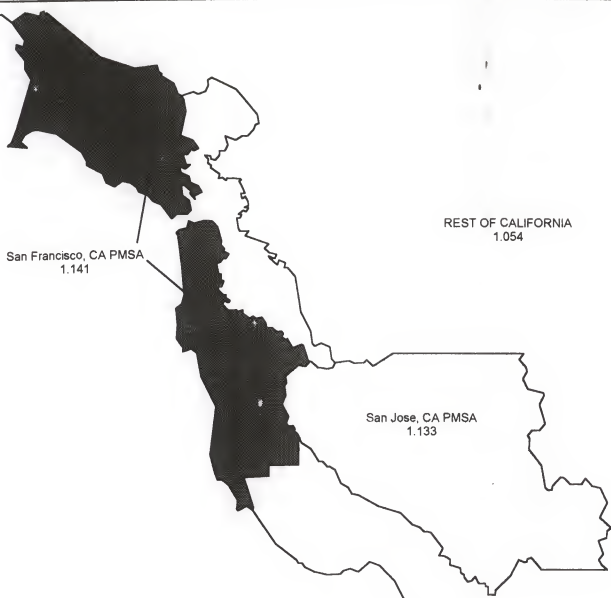 REST OF CALIFORNIA
1.054
San Francisco, CA PMSA
1.141
San Jose, CA PMSA
1.133